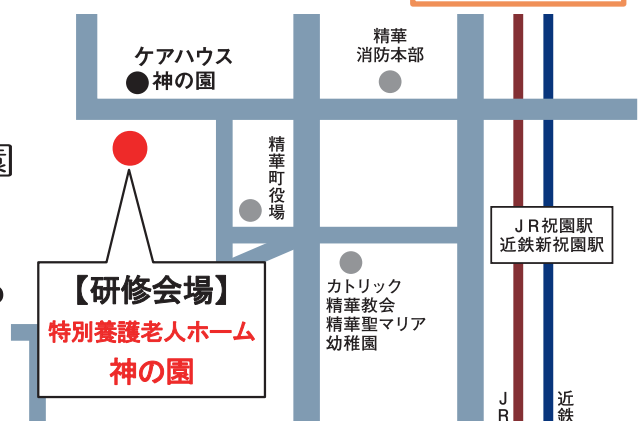 ケアハウス
神の園
精華
消防本部
精華町役場
園
JR祝園駅
近鉄新祝園駅
【研修会場】
特別養護老人ホーム
神の園
カトリック
精華教会
精華聖マリア
幼稚園
JR
近鉄